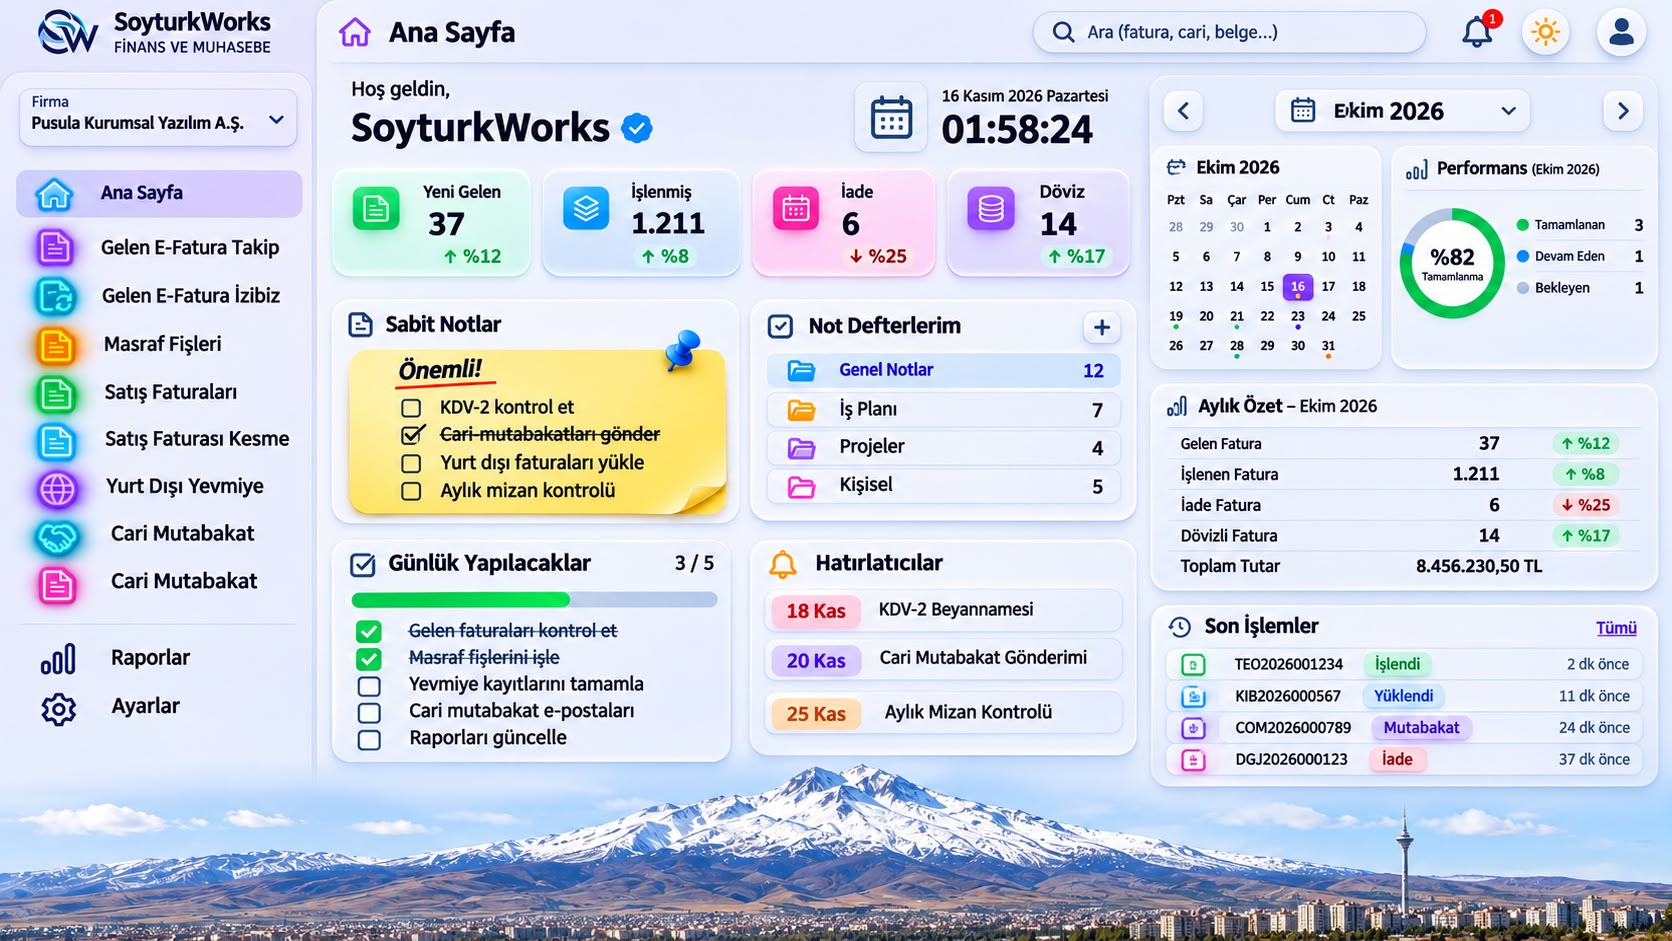 SoyturkWorks
FİNANS VE MUHASEBE
Firma
Pusula Kurumsal Yazılım A.Ş.
Ana Sayfa
Gelen E-Fatura Takip
Gelen E-Fatura İzibiz
Masraf Fişleri
Satış Faturaları
Satış Faturası Kesme
Yurt Dışı Yevmiye
Cari Mutabakat
Cari Mutabakat
Raporlar
Ayarlar
Ana Sayfa
Ara (fatura, cari, belge...)
1
Hoş geldin,
SoyturkWorks
16 Kasım 2026 Pazartesi
01:58:24
Yeni Gelen
37
↑ %12
İşlenmiş
1.211
↑ %8
İade
6
↓ %25
Döviz
14
↑ %17
Sabit Notlar
Önemli!
KDV-2 kontrol et
Cari mutabakatları gönder
Yurt dışı faturaları yükle
Aylık mizan kontrolü
Not Defterlerim
+
Genel Notlar 12
İş Planı 7
Projeler 4
Kişisel 5
Günlük Yapılacaklar 3 / 5
Gelen faturaları kontrol et
Masraf fişlerini işle
Yevmiye kayıtlarını tamamla
Cari mutabakat e-postaları
Raporları güncelle
Hatırlatıcılar
18 Kas KDV-2 Beyannamesi
20 Kas Cari Mutabakat Gönderimi
25 Kas Aylık Mizan Kontrolü
Ekim 2026
Ekim 2026
Pzt Sa Çar Per Cum Ct Paz
28 29 30 1 2 3 4
5 6 7 8 9 10 11
12 13 14 15 16 17 18
19 20 21 22 23 24 25
26 27 28 29 30 31
Performans (Ekim 2026)
%82
Tamamlanma
Tamamlanan 3
Devam Eden 1
Bekleyen 1
Aylık Özet – Ekim 2026
Gelen Fatura 37 ↑ %12
İşlenen Fatura 1.211 ↑ %8
İade Fatura 6 ↓ %25
Dövizli Fatura 14 ↑ %17
Toplam Tutar 8.456.230,50 TL
Son İşlemler Tümü
TEO2026001234 İşlendi 2 dk önce
KIB2026000567 Yüklendi 11 dk önce
COM2026000789 Mutabakat 24 dk önce
DGJ2026000123 İade 37 dk önce